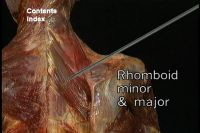 Contents
Index
Rhomboid
minor
& major